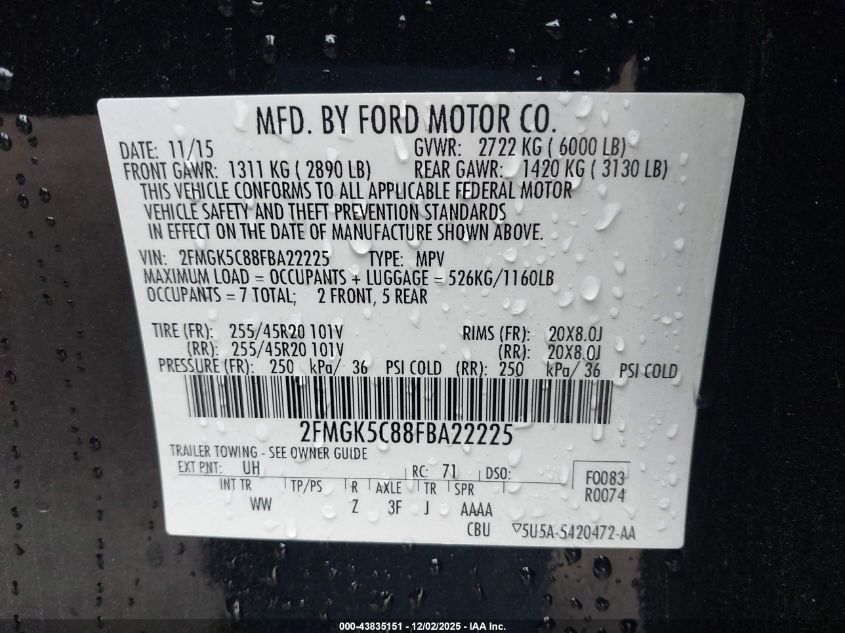 MFD. BY FORD MOTOR CO.
DATE: 11/15 GVWR: 2722 KG ( 6000 LB)
FRONT GAWR: 1311 KG ( 2890 LB) REAR GAWR: 1420 KG ( 3130 LB)
THIS VEHICLE CONFORMS TO ALL APPLICABLE FEDERAL MOTOR
VEHICLE SAFETY AND THEFT PREVENTION STANDARDS
IN EFFECT ON THE DATE OF MANUFACTURE SHOWN ABOVE.
VIN: 2FMGK5C88FBA22225 TYPE: MPV
MAXIMUM LOAD = OCCUPANTS + LUGGAGE = 526KG/1160LB
OCCUPANTS = 7 TOTAL; 2 FRONT, 5 REAR
TIRE (FR): 255/45R20 101V RIMS (FR): 20X8.0J
(RR): 255/45R20 101V (RR): 20X8.0J
PRESSURE (FR): 250 kPa/ 36 PSI COLD (RR): 250 kPa/ 36 PSI COLD
2FMGK5C88FBA22225
TRAILER TOWING - SEE OWNER GUIDE
EXT PNT: UH RC: 71 DSO: F0083
R0074
INT TR TP/PS R AXLE TR SPR
WW Z 3F J AAAA
CBU ▽5U5A-5420472-AA
000-43835151 - 12/02/2025 - IAA Inc.